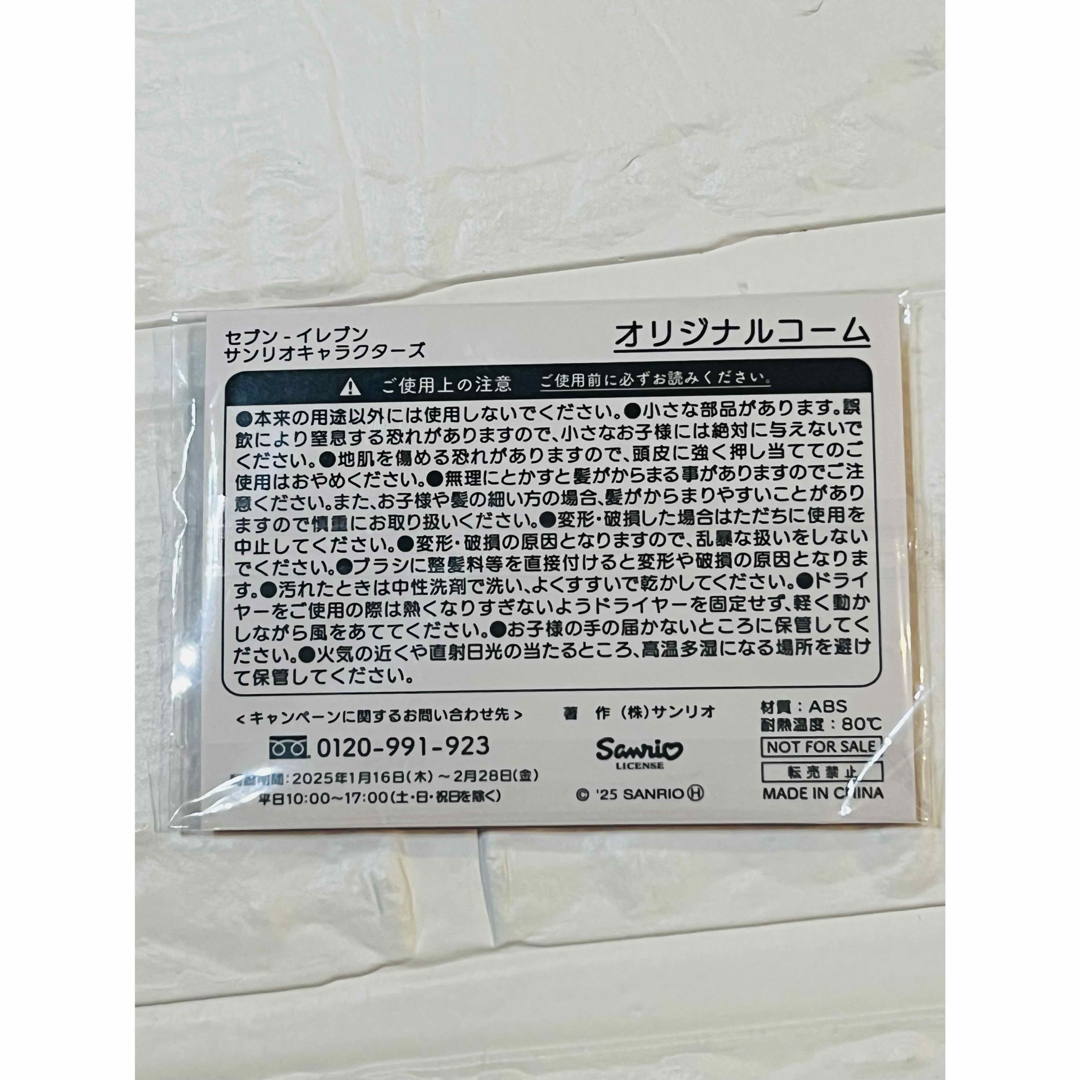 セブン-イレブン
サンリオキャラクターズ
オリジナルコーム
ご使用上の注意 ご使用前に必ずお読みください。
●本来の用途以外には使用しないでください。●小さな部品があります。誤
飲により窒息する恐れがありますので、小さなお子様には絶対に与えないで
ください。●地肌を傷める恐れがありますので、頭皮に強く押し当ててのご
使用はおやめください。●無理にとかすと髪がからまる事がありますのでご注
意ください。また、お子様や髪の細い方の場合、髪がからまりやすいことがあり
ますので慎重にお取り扱いください。●変形・破損した場合はただちに使用を
中止してください。●変形・破損の原因となりますので、乱暴な扱いをしない
でください。●ブラシに整髪料等を直接付けると変形や破損の原因となりま
す。●汚れたときは中性洗剤で洗い、よくすすいで乾かしてください。●ドライ
ヤーをご使用の際は熱くなりすぎないようドライヤーを固定せず、軽く動か
しながら風をあててください。●お子様の手の届かないところに保管してく
ださい。●火気の近くや直射日光の当たるところ、高温多湿になる場所を避け
て保管してください。
<キャンペーンに関するお問い合わせ先>
0120-991-923
期間:2025年1月16日(木)~2月28日(金)
平日10:00~17:00(土・日・祝日を除く)
著 作 (株)サンリオ
Sanrio
LICENSE
© '25 SANRIO Ⓗ
材質:ABS
耐熱温度:80℃
NOT FOR SALE
転売禁止
MADE IN CHINA